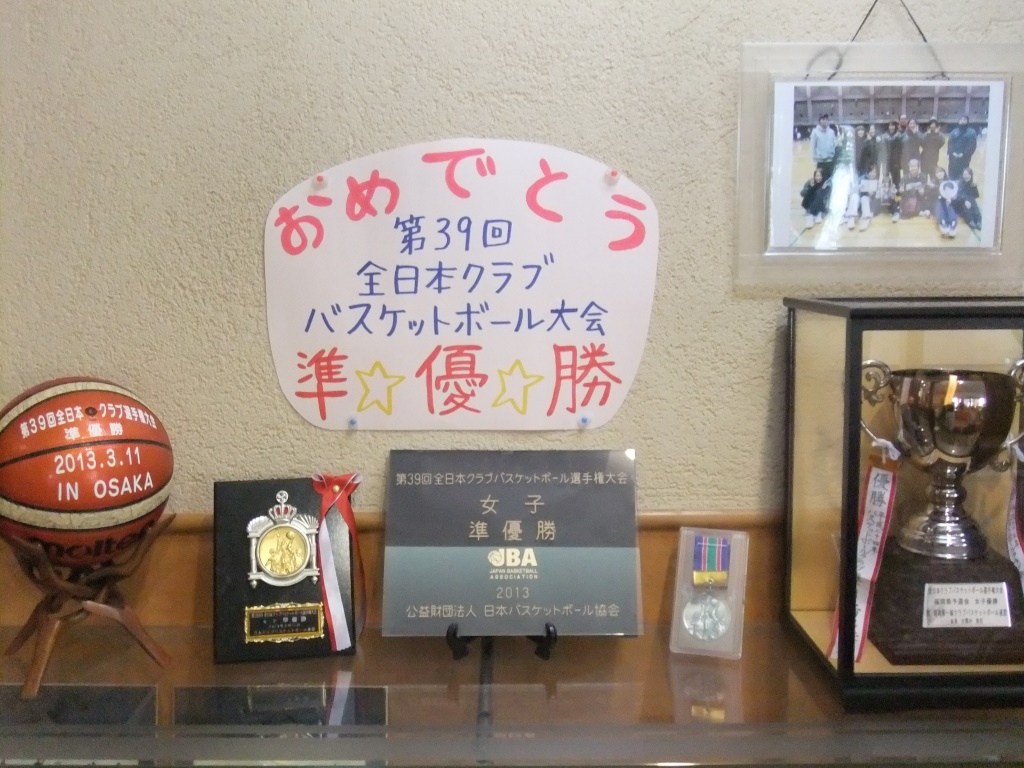 おめでとう
第39回
全日本クラブ
バスケットボール大会
準☆優☆勝
第39回全日本クラブ選手権大会
準優勝
2013.3.11
IN OSAKA
molten
第39回全日本クラブバスケットボール選手権大会
女子
準優勝
JBA
JAPAN BASKETBALL
ASSOCIATION
2013
公益財団法人 日本バスケットボール協会
準優勝
優勝